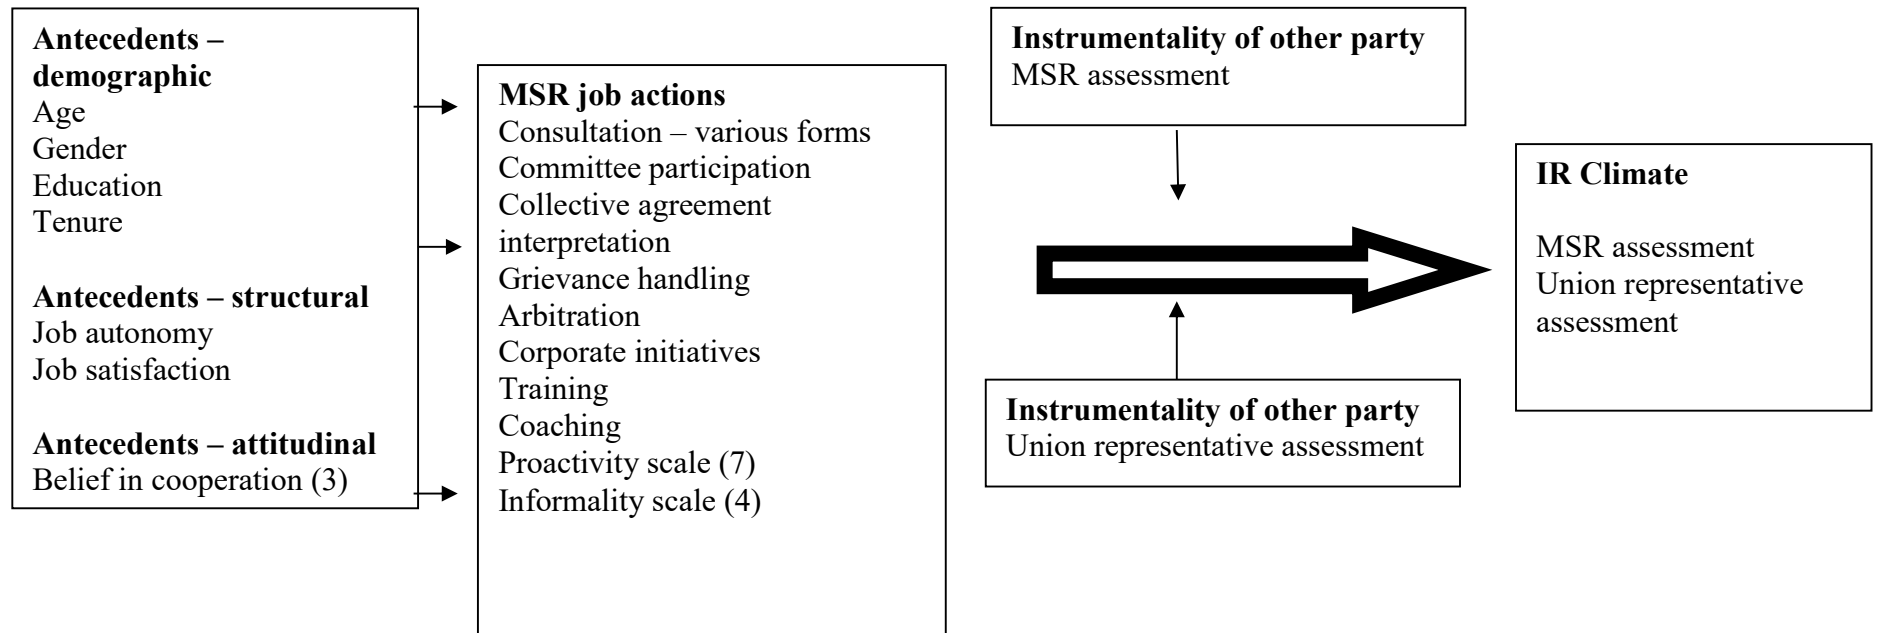 Antecedents –
demographic
Age
Gender
Education
Tenure
Antecedents – structural
Job autonomy
Job satisfaction
Antecedents – attitudinal
Belief in cooperation (3)
MSR job actions
Consultation – various forms
Committee participation
Collective agreement
interpretation
Grievance handling
Arbitration
Corporate initiatives
Training
Coaching
Proactivity scale (7)
Informality scale (4)
Instrumentality of other party
MSR assessment
Instrumentality of other party
Union representative assessment
IR Climate
MSR assessment
Union representative
assessment